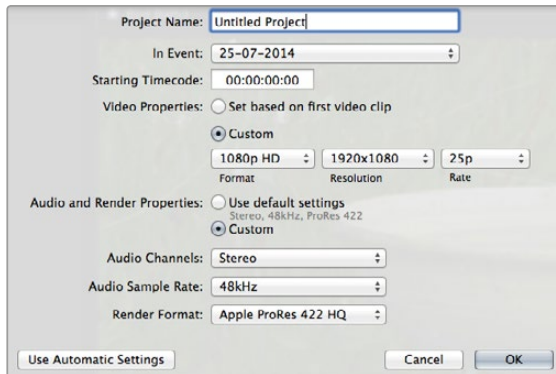 Project Name: Untitled Project
In Event: 25-07-2014
Starting Timecode: 00:00:00:00
Video Properties: Set based on first video clip
Custom
1080p HD 1920x1080 25p
Format Resolution Rate
Audio and Render Properties: Use default settings
Stereo, 48kHz, ProRes 422
Custom
Audio Channels: Stereo
Audio Sample Rate: 48kHz
Render Format: Apple ProRes 422 HQ
Use Automatic Settings Cancel OK